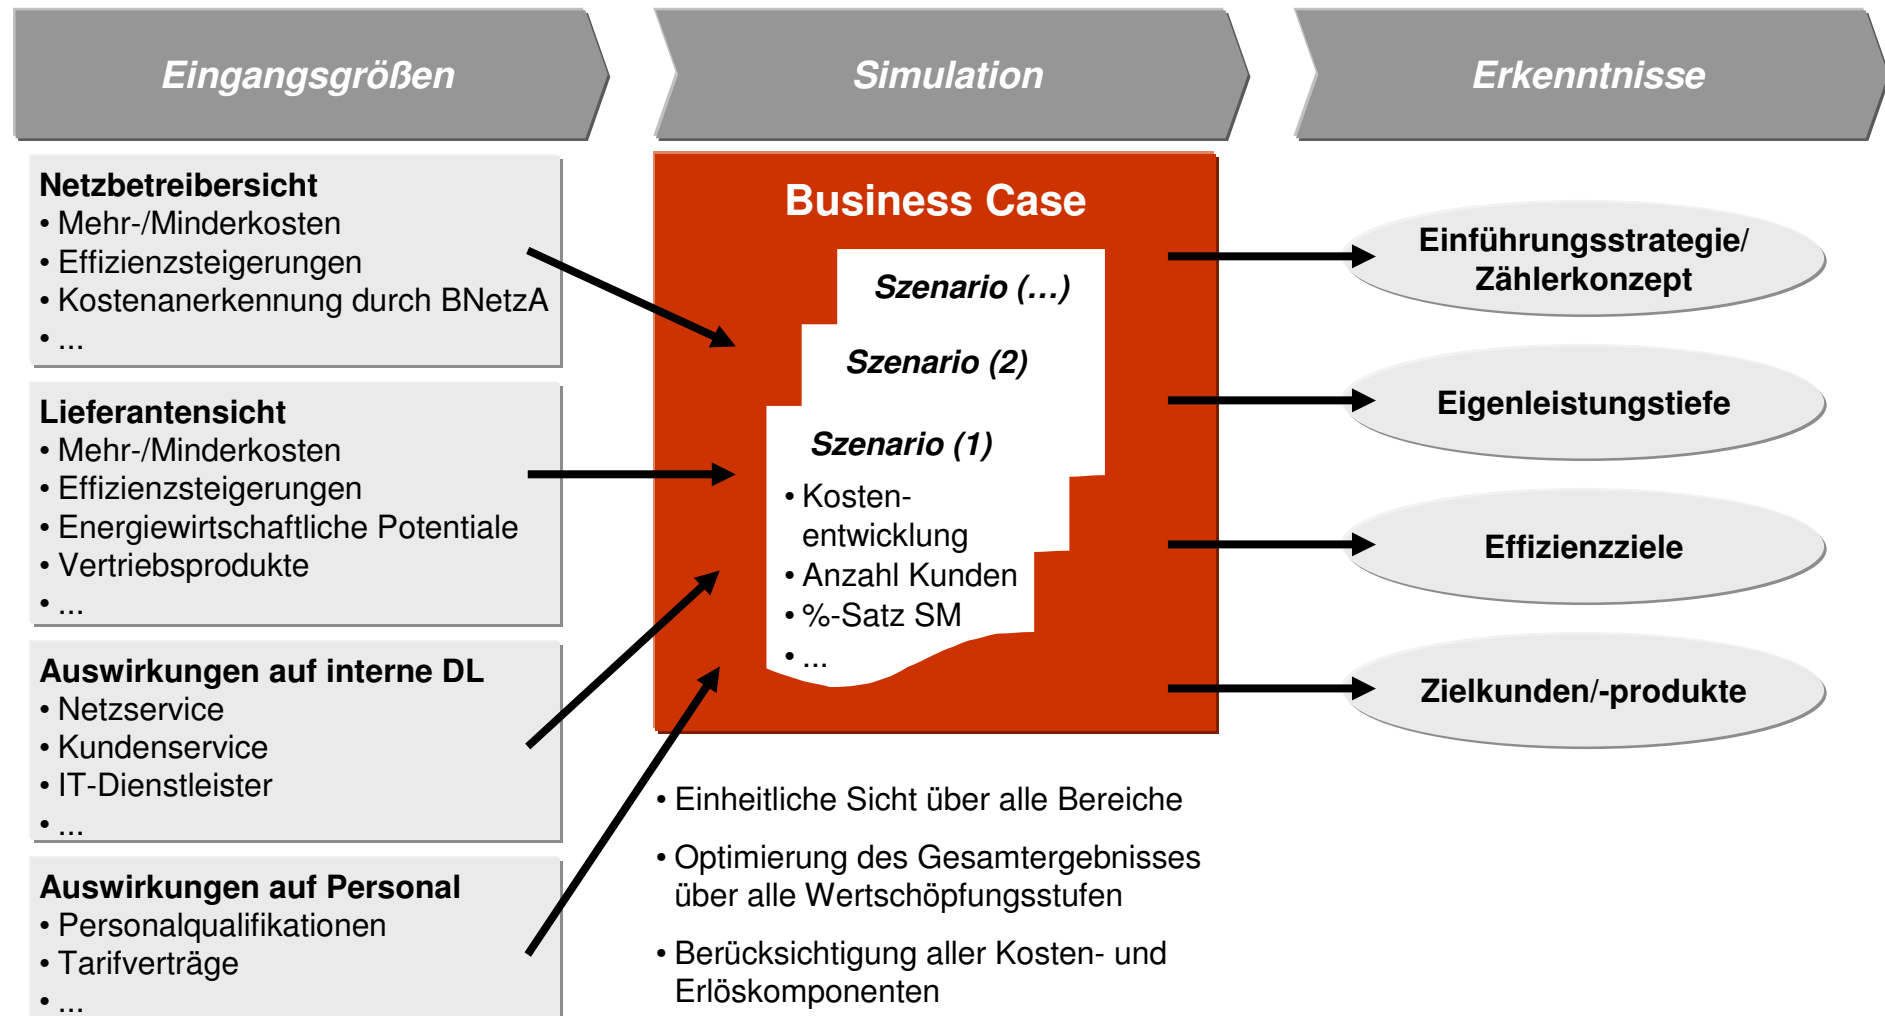 Eingangsgrößen
Simulation
Erkenntnisse
Netzbetreibersicht
• Mehr-/Minderkosten
• Effizienzsteigerungen
• Kostenanerkennung durch BNetzA
• ...
Lieferantensicht
• Mehr-/Minderkosten
• Effizienzsteigerungen
• Energiewirtschaftliche Potentiale
• Vertriebsprodukte
• ...
Auswirkungen auf interne DL
• Netzservice
• Kundenservice
• IT-Dienstleister
• ...
Auswirkungen auf Personal
• Personalqualifikationen
• Tarifverträge
• ...
Business Case
Szenario (...)
Szenario (2)
Szenario (1)
• Kosten-
entwicklung
• Anzahl Kunden
• %-Satz SM
• ...
• Einheitliche Sicht über alle Bereiche
• Optimierung des Gesamtergebnisses
über alle Wertschöpfungsstufen
• Berücksichtigung aller Kosten- und
Erlöskomponenten
Einführungsstrategie/
Zählerkonzept
Eigenleistungstiefe
Effizienzziele
Zielkunden/-produkte